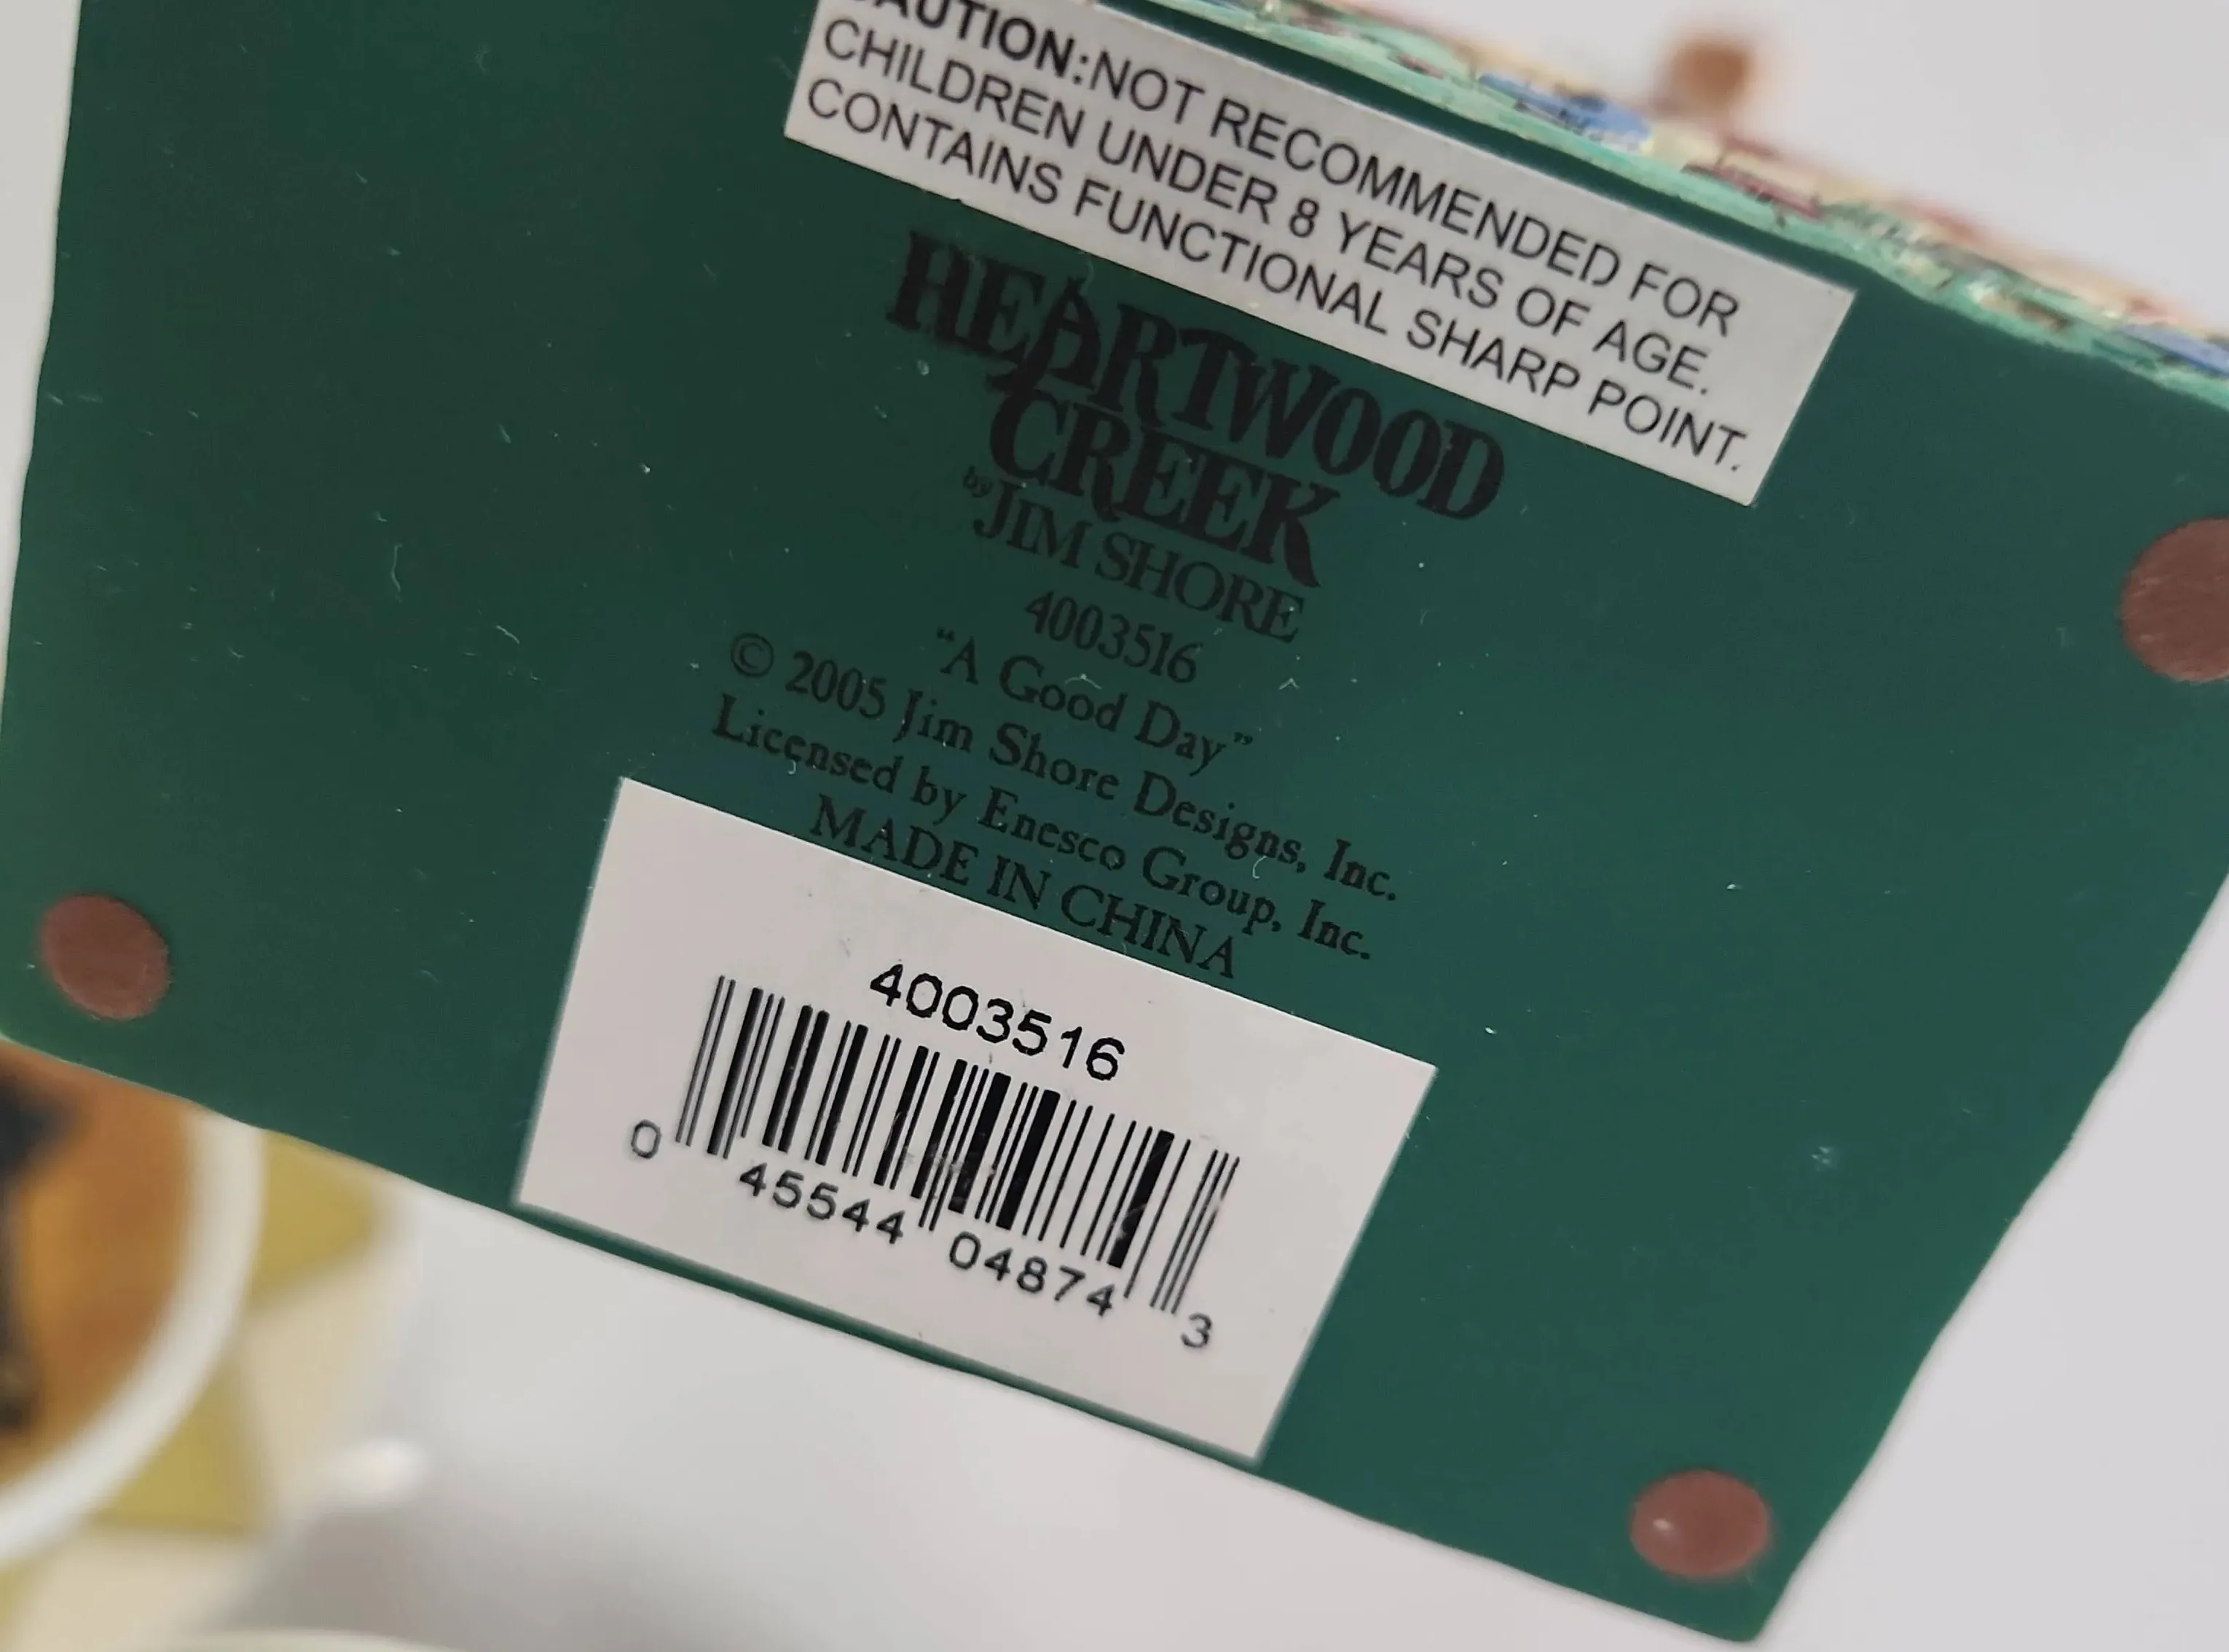 CAUTION:NOT RECOMMENDED FOR
CHILDREN UNDER 8 YEARS OF AGE.
CONTAINS FUNCTIONAL SHARP POINT.
HEARTWOOD
CREEK
by JIM SHORE
4003516
“A Good Day”
© 2005 Jim Shore Designs, Inc.
Licensed by Enesco Group, Inc.
MADE IN CHINA
4003516
0 45544 04874 3